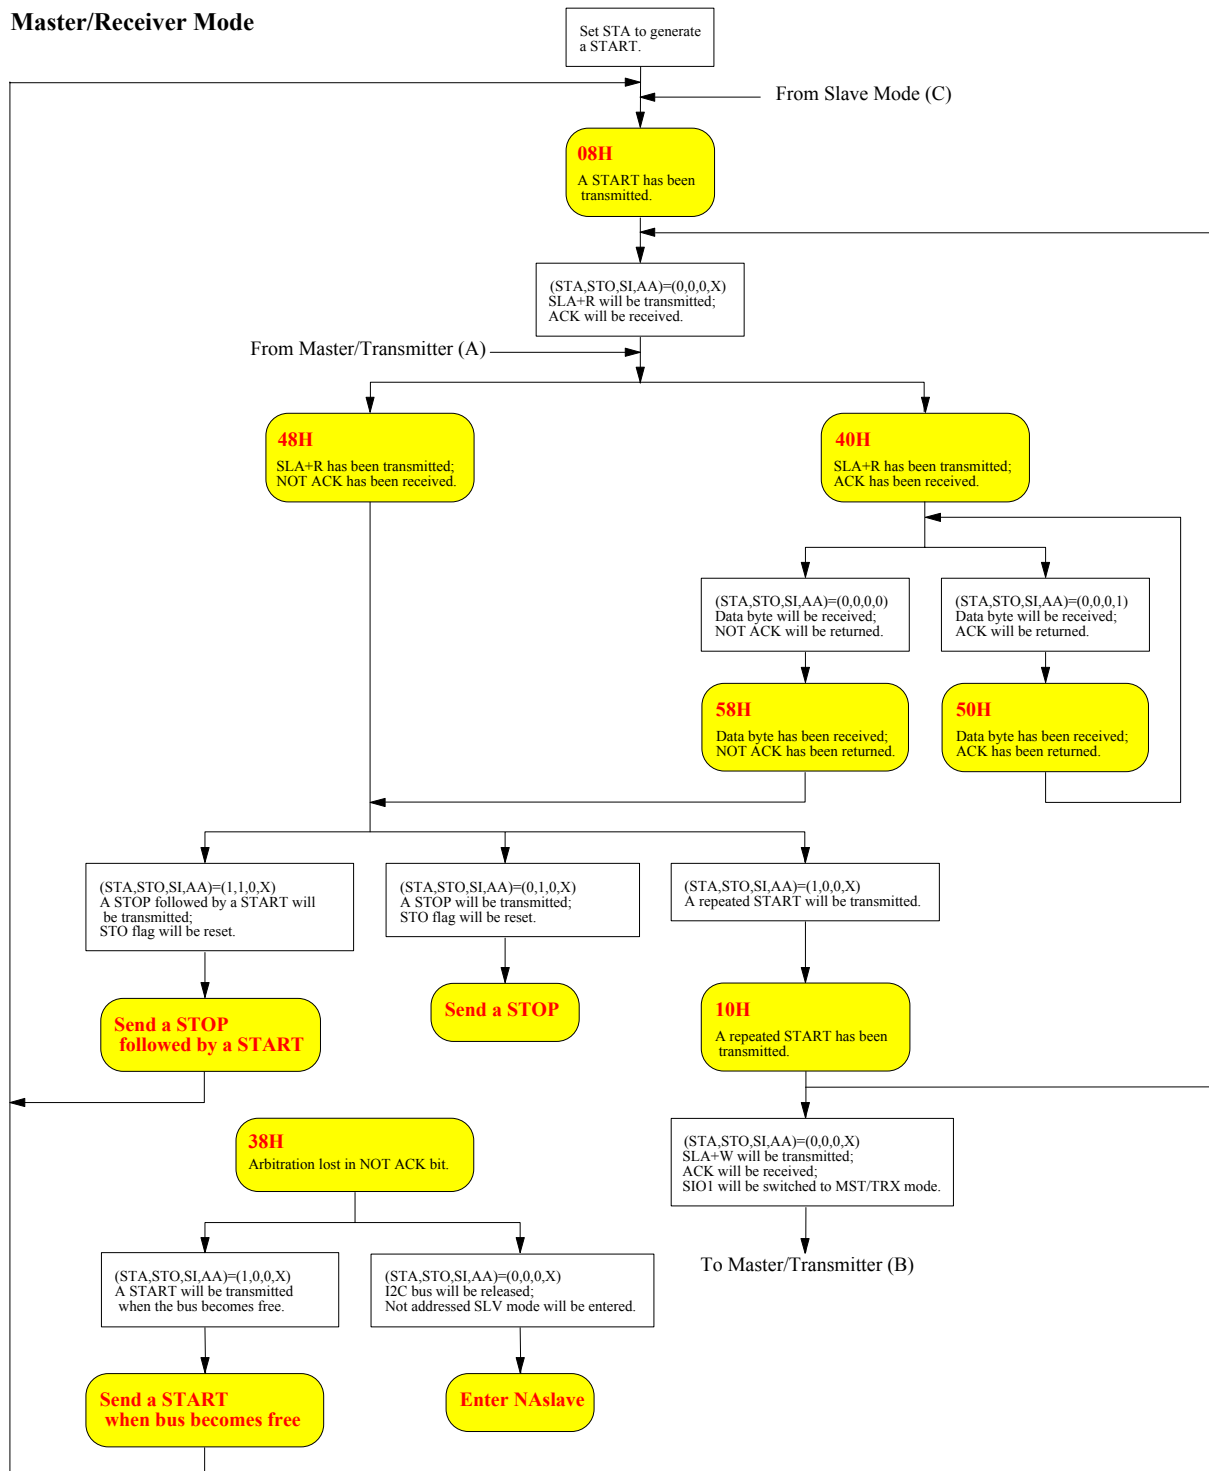 Master/Receiver Mode
Set STA to generate
a START.
From Slave Mode (C)
08H
A START has been
transmitted.
(STA,STO,SI,AA)=(0,0,0,X)
SLA+R will be transmitted;
ACK will be received.
From Master/Transmitter (A)
48H
SLA+R has been transmitted;
NOT ACK has been received.
40H
SLA+R has been transmitted;
ACK has been received.
(STA,STO,SI,AA)=(0,0,0,0)
Data byte will be received;
NOT ACK will be returned.
(STA,STO,SI,AA)=(0,0,0,1)
Data byte will be received;
ACK will be returned.
58H
Data byte has been received;
NOT ACK has been returned.
50H
Data byte has been received;
ACK has been returned.
(STA,STO,SI,AA)=(1,1,0,X)
A STOP followed by a START will
be transmitted;
STO flag will be reset.
(STA,STO,SI,AA)=(0,1,0,X)
A STOP will be transmitted;
STO flag will be reset.
(STA,STO,SI,AA)=(1,0,0,X)
A repeated START will be transmitted.
Send a STOP
followed by a START
Send a STOP
10H
A repeated START has been
transmitted.
38H
Arbitration lost in NOT ACK bit.
(STA,STO,SI,AA)=(0,0,0,X)
SLA+W will be transmitted;
ACK will be received;
SIO1 will be switched to MST/TRX mode.
To Master/Transmitter (B)
(STA,STO,SI,AA)=(1,0,0,X)
A START will be transmitted
when the bus becomes free.
(STA,STO,SI,AA)=(0,0,0,X)
I2C bus will be released;
Not addressed SLV mode will be entered.
Send a START
when bus becomes free
Enter NAslave